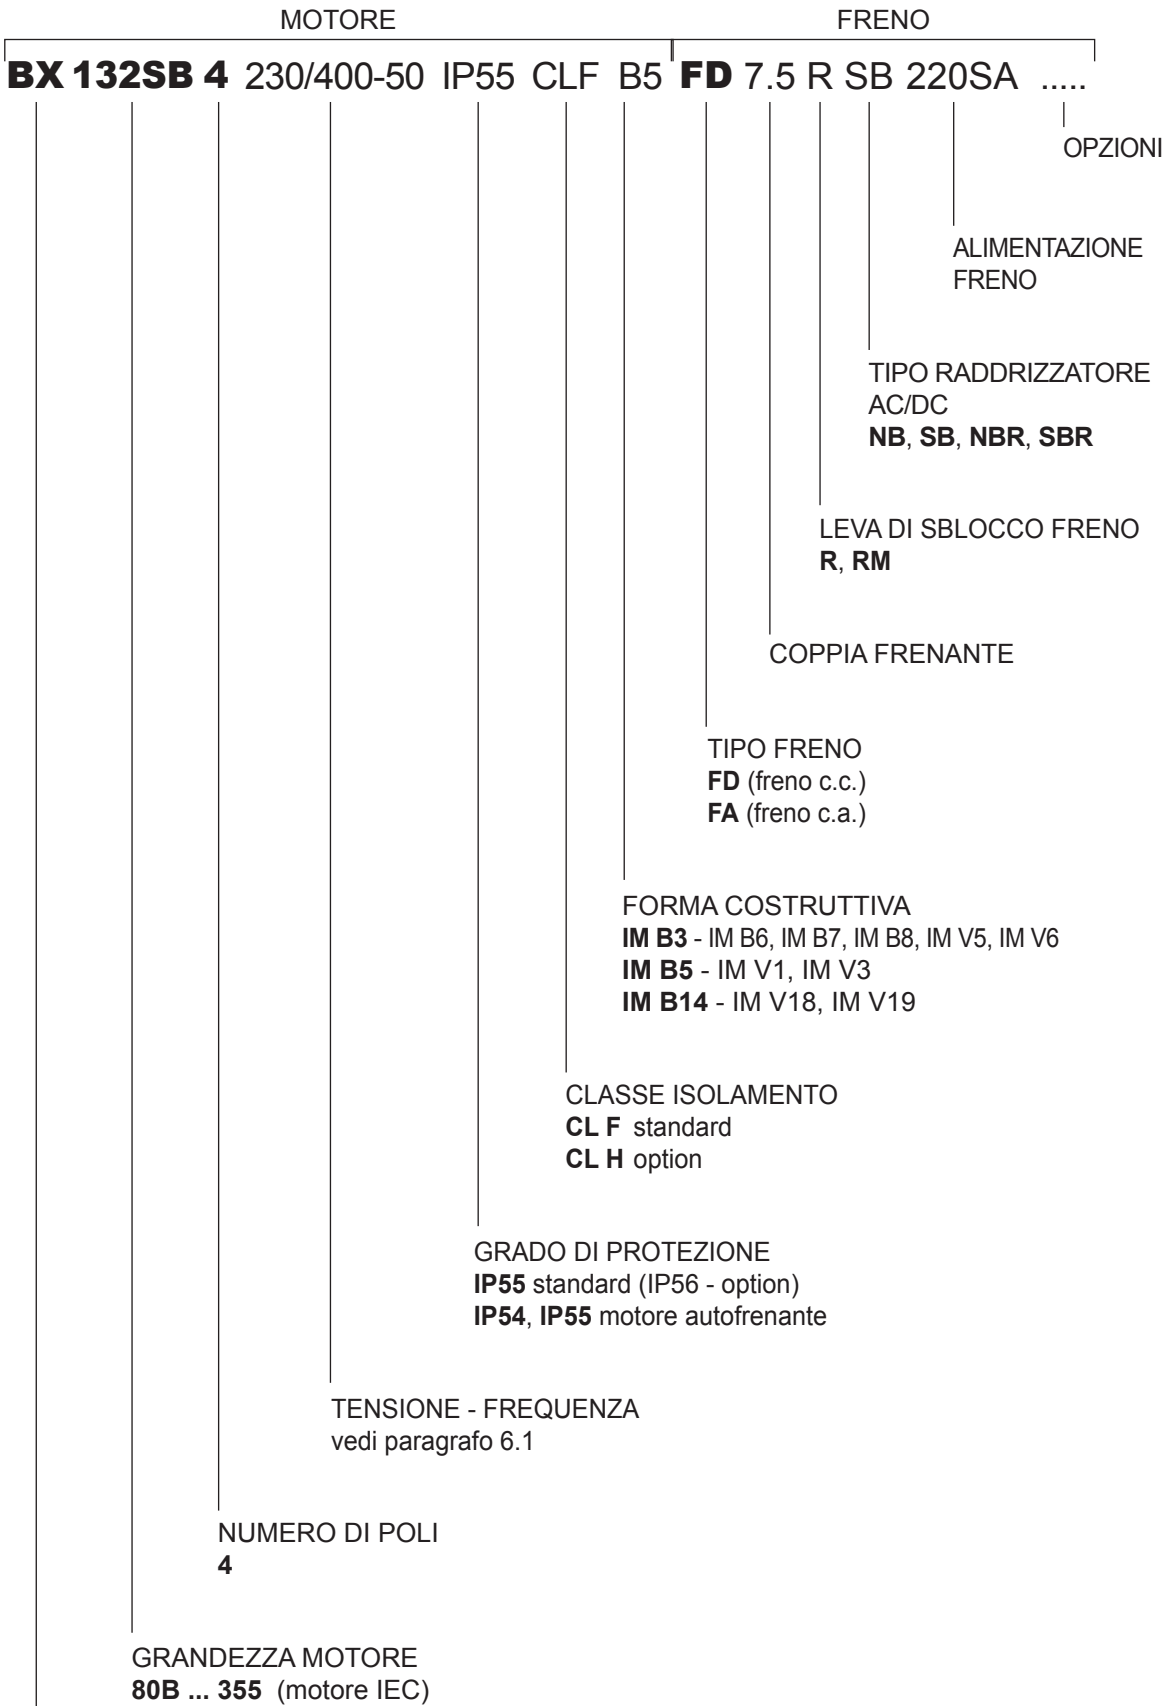 MOTORE FRENO
BX 132SB 4 230/400-50 IP55 CLF B5 FD 7.5 R SB 220SA .....
OPZIONI
ALIMENTAZIONE
FRENO
TIPO RADDRIZZATORE
AC/DC
NB, SB, NBR, SBR
LEVA DI SBLOCCO FRENO
R, RM
COPPIA FRENANTE
TIPO FRENO
FD (freno c.c.)
FA (freno c.a.)
FORMA COSTRUTTIVA
IM B3 - IM B6, IM B7, IM B8, IM V5, IM V6
IM B5 - IM V1, IM V3
IM B14 - IM V18, IM V19
CLASSE ISOLAMENTO
CL F standard
CL H option
GRADO DI PROTEZIONE
IP55 standard (IP56 - option)
IP54, IP55 motore autofrenante
TENSIONE - FREQUENZA
vedi paragrafo 6.1
NUMERO DI POLI
4
GRANDEZZA MOTORE
80B ... 355 (motore IEC)